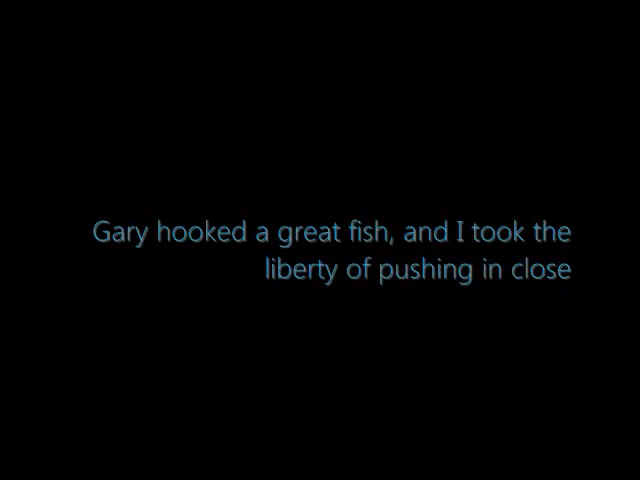 Gary hooked a great fish, and I took the
liberty of pushing in close